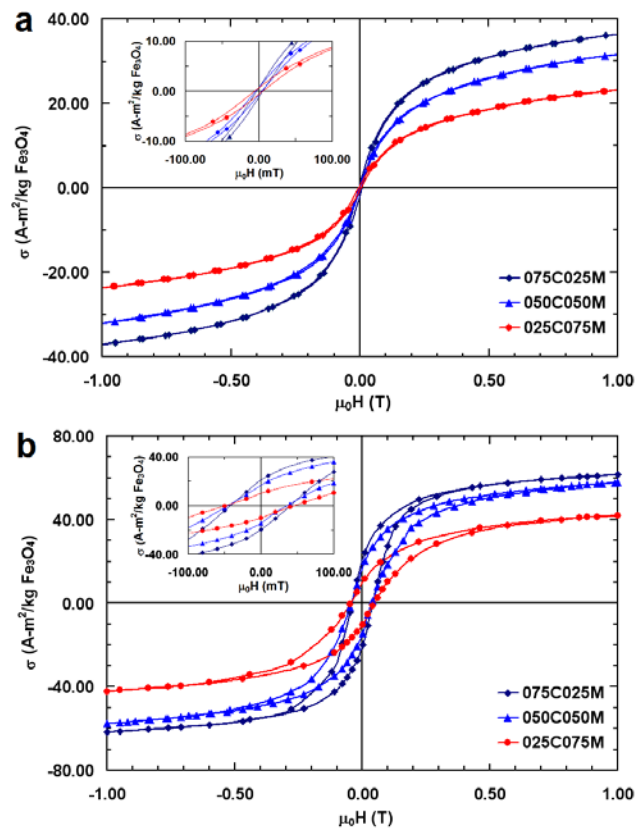 a
40.00
20.00
0.00
-20.00
-40.00
σ (A-m²/kg Fe₃O₄)
10.00
0.00
-10.00
σ (A-m²/kg Fe₃O₄)
-100.00 0.00 100.00
μ₀H (mT)
075C025M
050C050M
025C075M
-1.00 -0.50 0.00 0.50 1.00
μ₀H (T)
b
80.00
40.00
0.00
-40.00
-80.00
σ (A-m²/kg Fe₃O₄)
40.00
0.00
-40.00
σ (A-m²/kg Fe₃O₄)
-100.00 0.00 100.00
μ₀H (mT)
075C025M
050C050M
025C075M
-1.00 -0.50 0.00 0.50 1.00
μ₀H (T)